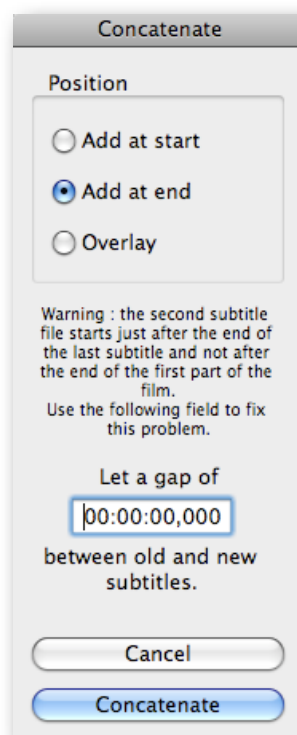 Concatenate
Position
Add at start
Add at end
Overlay
Warning : the second subtitle
file starts just after the end of
the last subtitle and not after
the end of the first part of the
film.
Use the following field to fix
this problem.
Let a gap of
00:00:00,000
between old and new
subtitles.
Cancel
Concatenate